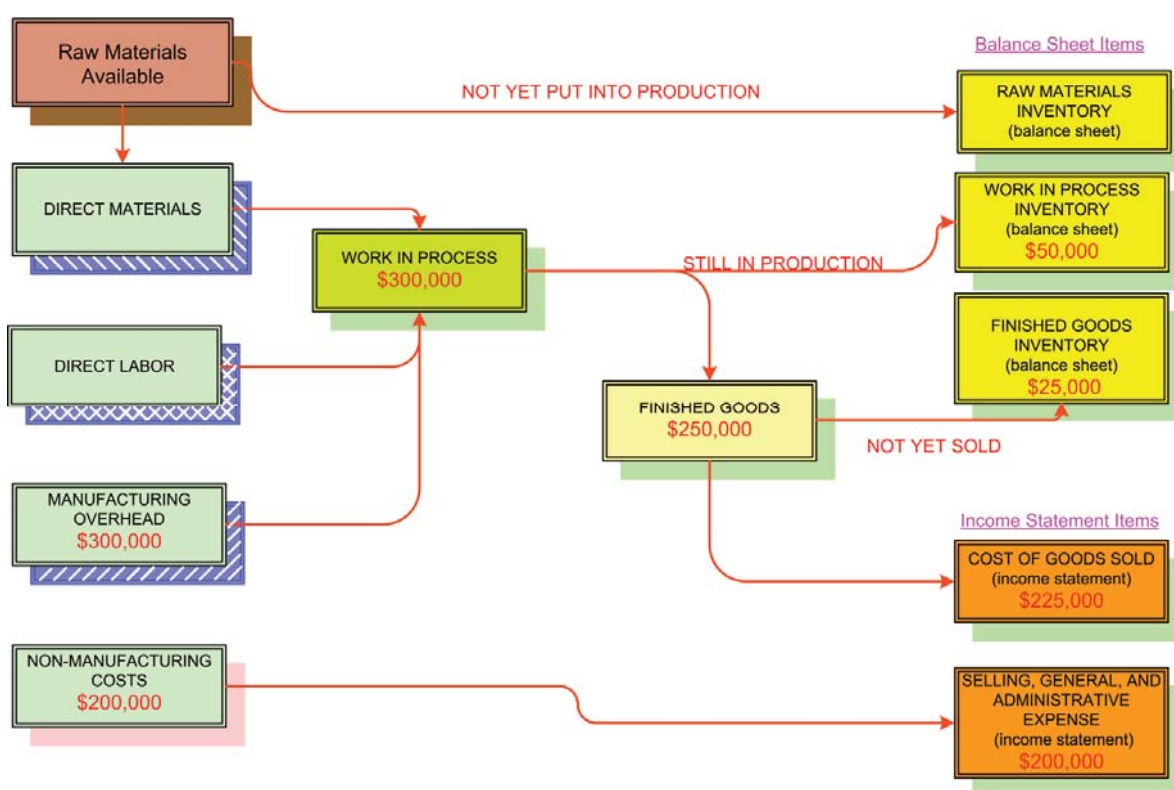 Raw Materials
Available
Balance Sheet Items
NOT YET PUT INTO PRODUCTION
RAW MATERIALS
INVENTORY
(balance sheet)
DIRECT MATERIALS
WORK IN PROCESS
INVENTORY
(balance sheet)
$50,000
WORK IN PROCESS
$300,000
STILL IN PRODUCTION
FINISHED GOODS
INVENTORY
(balance sheet)
$25,000
DIRECT LABOR
FINISHED GOODS
$250,000
NOT YET SOLD
MANUFACTURING
OVERHEAD
$300,000
Income Statement Items
COST OF GOODS SOLD
(income statement)
$225,000
NON-MANUFACTURING
COSTS
$200,000
SELLING, GENERAL, AND
ADMINISTRATIVE
EXPENSE
(income statement)
$200,000